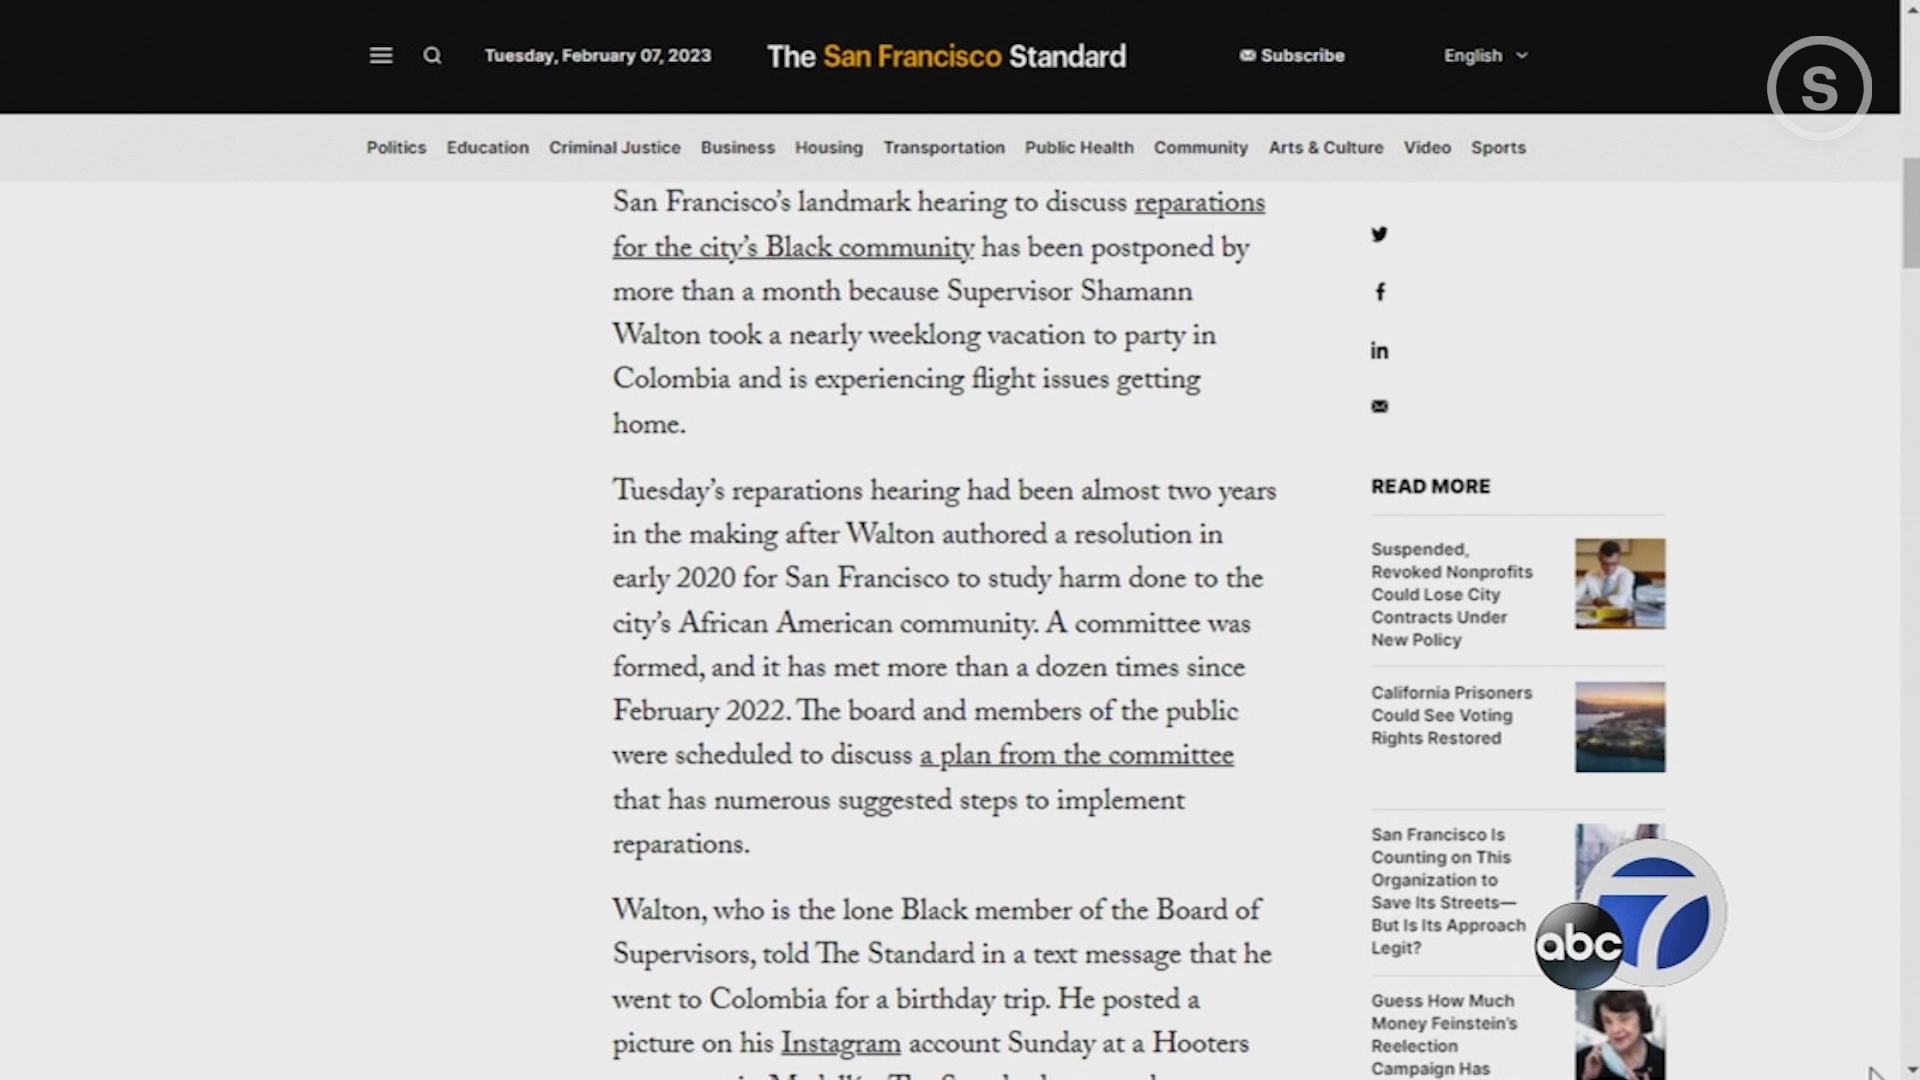 Tuesday, February 07, 2023
The San Francisco Standard
Subscribe
English
S
Politics Education Criminal Justice Business Housing Transportation Public Health Community Arts & Culture Video Sports
San Francisco’s landmark hearing to discuss reparations
for the city’s Black community has been postponed by
more than a month because Supervisor Shamann
Walton took a nearly weeklong vacation to party in
Colombia and is experiencing flight issues getting
home.
Tuesday’s reparations hearing had been almost two years
in the making after Walton authored a resolution in
early 2020 for San Francisco to study harm done to the
city’s African American community. A committee was
formed, and it has met more than a dozen times since
February 2022. The board and members of the public
were scheduled to discuss a plan from the committee
that has numerous suggested steps to implement
reparations.
Walton, who is the lone Black member of the Board of
Supervisors, told The Standard in a text message that he
went to Colombia for a birthday trip. He posted a
picture on his Instagram account Sunday at a Hooters
READ MORE
Suspended,
Revoked Nonprofits
Could Lose City
Contracts Under
New Policy
California Prisoners
Could See Voting
Rights Restored
San Francisco Is
Counting on This
Organization to
Save Its Streets—
But Is Its Approach
Legit?
Guess How Much
Money Feinstein’s
Reelection
Campaign Has
abc 7